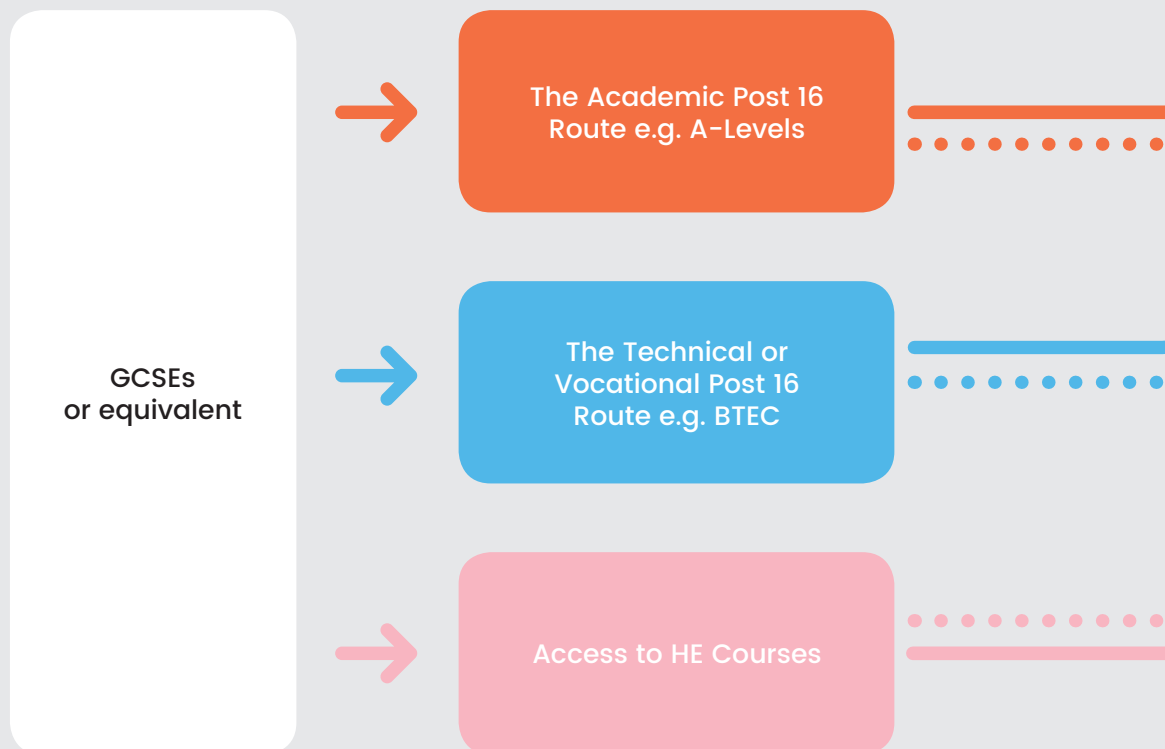 GCSEs
or equivalent
The Academic Post 16
Route e.g. A-Levels
The Technical or
Vocational Post 16
Route e.g. BTEC
Access to HE Courses